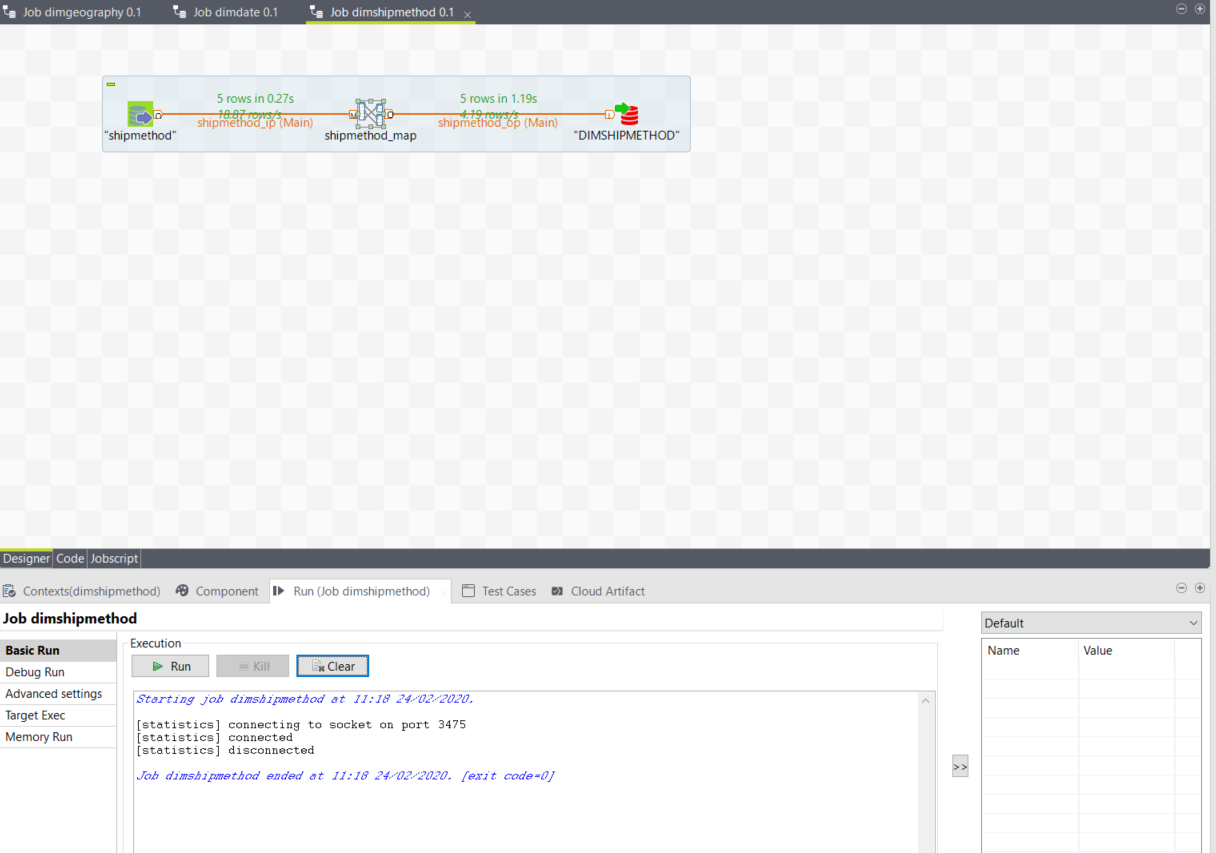 Job dimgeography 0.1 Job dimdate 0.1 Job dimshipmethod 0.1
5 rows in 0.27s 5 rows in 1.19s
18.87 rows/s 4.19 rows/s
shipmethod_ip (Main) shipmethod_op (Main)
"shipmethod" shipmethod_map "DIMSHIPMETHOD"
Designer Code Jobscript
Contexts(dimshipmethod) Component Run (Job dimshipmethod) Test Cases Cloud Artifact
Job dimshipmethod
Default
Basic Run
Debug Run
Advanced settings
Target Exec
Memory Run
Execution
Run Kill Clear
Starting job dimshipmethod at 11:18 24/02/2020.
[statistics] connecting to socket on port 3475
[statistics] connected
[statistics] disconnected
Job dimshipmethod ended at 11:18 24/02/2020. [exit code=0]
>>
Name Value